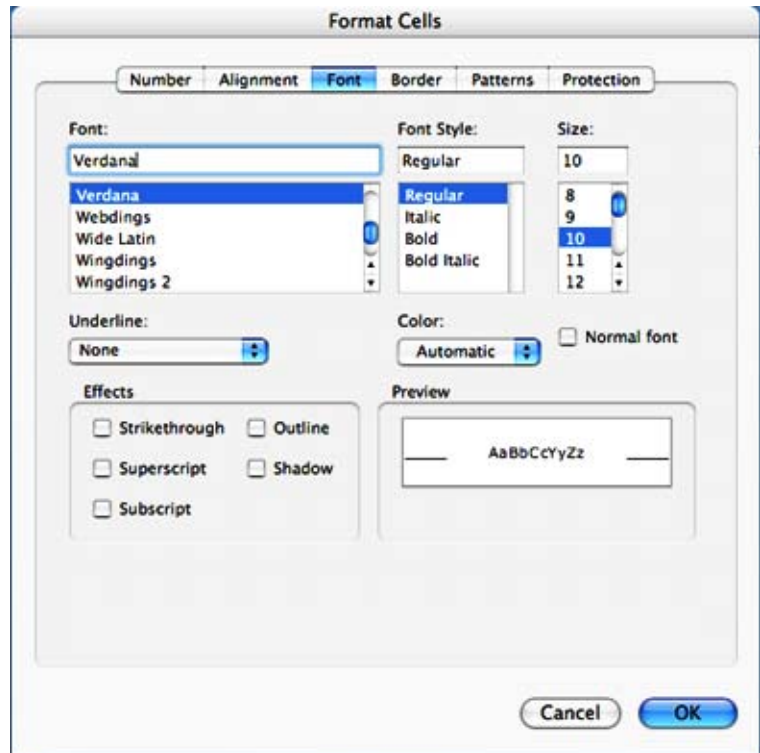 Format Cells
Number Alignment Font Border Patterns Protection
Font: Font Style: Size:
Verdana Regular 10
Verdana Regular 8
Webdings Italic 9
Wide Latin Bold 10
Wingdings Bold Italic 11
Wingdings 2 12
Underline: Color:
None Automatic Normal font
Effects Preview
Strikethrough Outline AaBbCcYyZz
Superscript Shadow
Subscript
Cancel OK